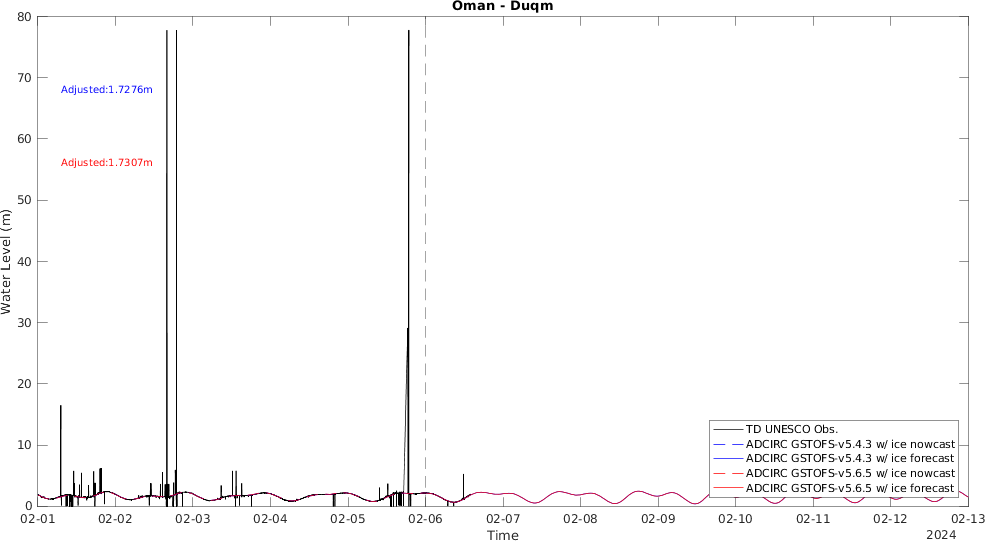 Oman - Duqm
80
70
60
50
40
30
20
10
0
Water Level (m)
Adjusted:1.7276m
Adjusted:1.7307m
TD UNESCO Obs.
ADCIRC GSTOFS-v5.4.3 w/ ice nowcast
ADCIRC GSTOFS-v5.4.3 w/ ice forecast
ADCIRC GSTOFS-v5.6.5 w/ ice nowcast
ADCIRC GSTOFS-v5.6.5 w/ ice forecast
02-01 02-02 02-03 02-04 02-05 02-06 02-07 02-08 02-09 02-10 02-11 02-12 02-13
Time
2024